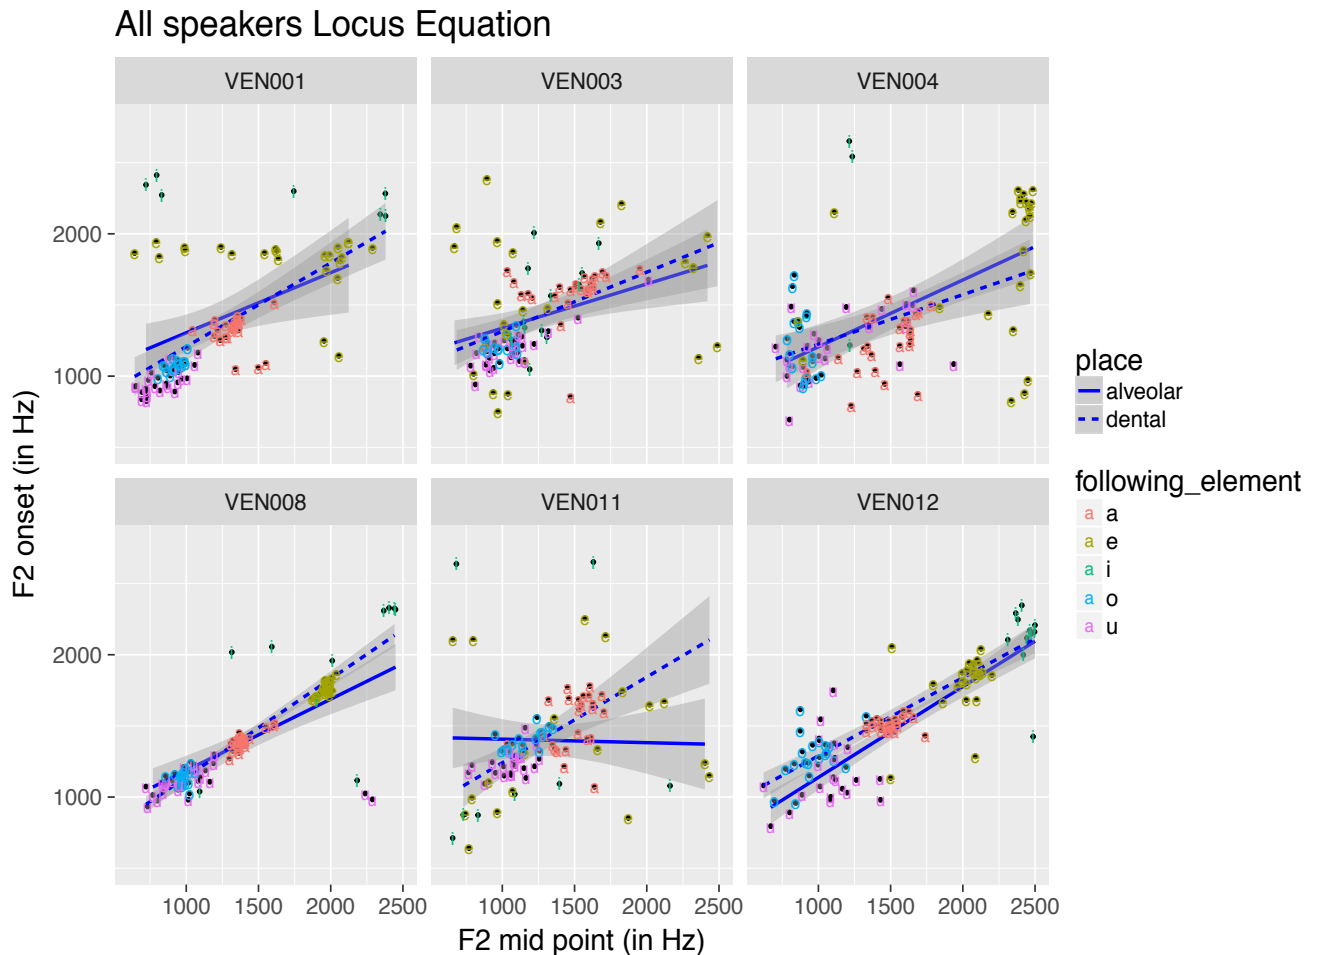 All speakers Locus Equation
VEN001
VEN003
VEN004
2000
1000
VEN008
VEN011
VEN012
2000
1000
1000 1500 2000 2500
1000 1500 2000 2500
1000 1500 2000 2500
F2 mid point (in Hz)
F2 onset (in Hz)
place
alveolar
dental
following_element
a a
a e
a i
a o
a u